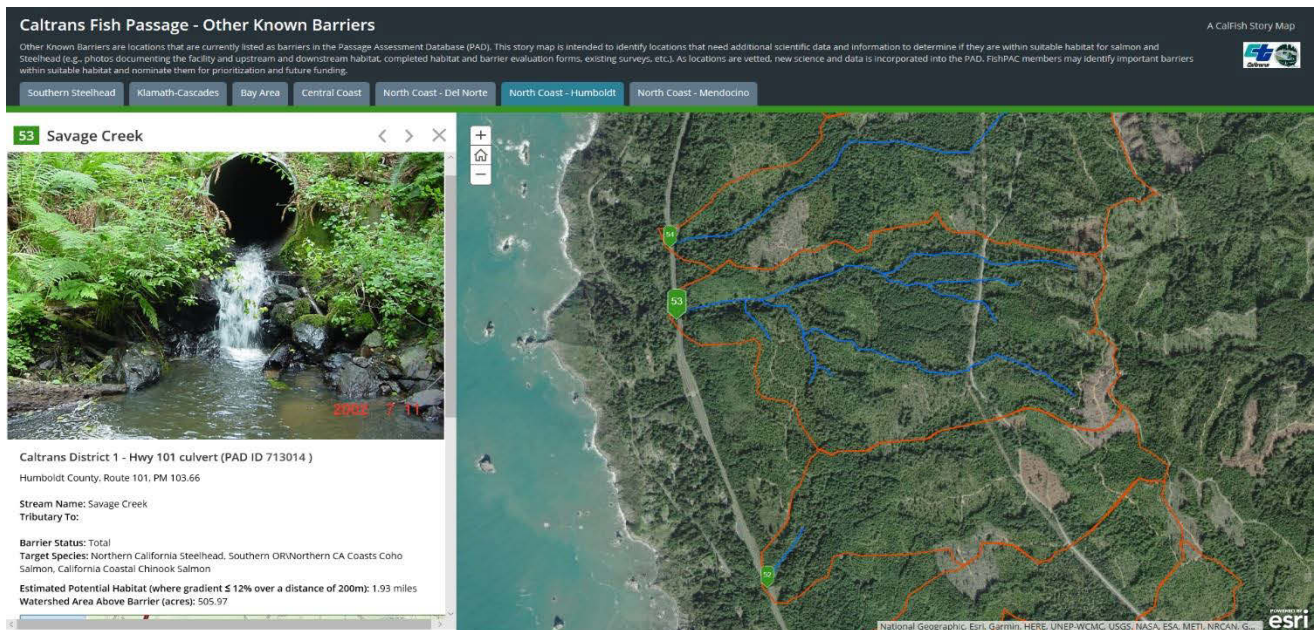 Caltrans Fish Passage - Other Known Barriers
A CalFish Story Map
Other Known Barriers are locations that are currently listed as barriers in the Passage Assessment Database (PAD). This story map is intended to identify locations that need additional scientific data and information to determine if they are within suitable habitat for salmon and
Steelhead (e.g., photos documenting the facility and upstream and downstream habitat, completed habitat and barrier evaluation forms, existing surveys, etc.). As locations are vetted, new science and data is incorporated into the PAD. FishPAC members may identify important barriers
within suitable habitat and nominate them for prioritization and future funding.
Caltrans
Southern Steelhead
Klamath-Cascades
Bay Area
Central Coast
North Coast - Del Norte
North Coast - Humboldt
North Coast - Mendocino
53 Savage Creek
2002 7 11
Caltrans District 1 - Hwy 101 culvert (PAD ID 713014 )
Humboldt County, Route 101, PM 103.66
Stream Name: Savage Creek
Tributary To:
Barrier Status: Total
Target Species: Northern California Steelhead, Southern OR\Northern CA Coasts Coho
Salmon, California Coastal Chinook Salmon
Estimated Potential Habitat (where gradient ≤ 12% over a distance of 200m): 1.93 miles
Watershed Area Above Barrier (acres): 505.97
54
53
52
National Geographic, Esri, Garmin, HERE, UNEP-WCMC, USGS, NASA, ESA, METI, NRCAN, G...
POWERED BY
esri